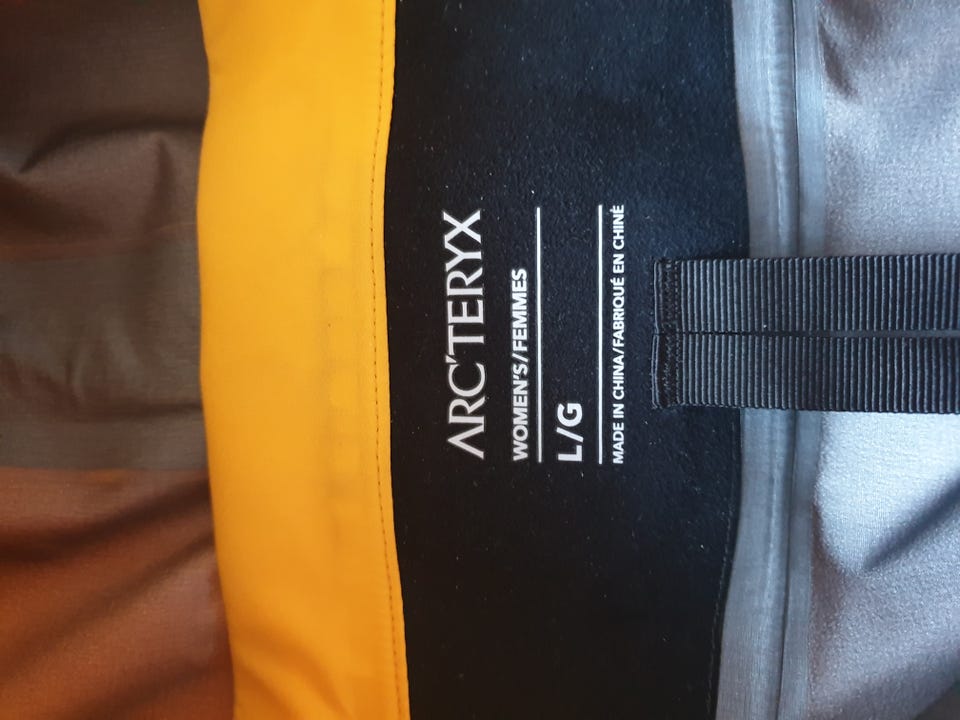 ARC'TERYX
WOMEN'S/FEMMES
L/G
MADE IN CHINA/FABRIQUÉ EN CHINE